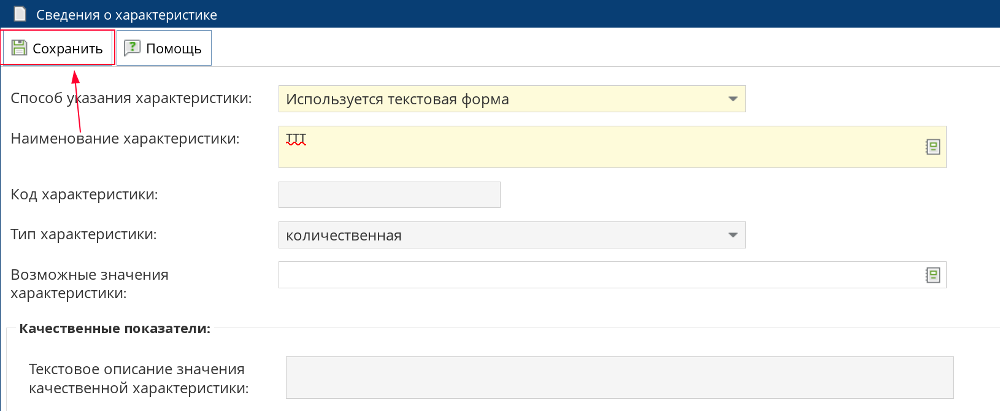 Сведения о характеристике
Сохранить
Помощь
Способ указания характеристики:
Используется текстовая форма
Наименование характеристики:
ттт
Код характеристики:
Тип характеристики:
количественная
Возможные значения
характеристики:
Качественные показатели:
Текстовое описание значения
качественной характеристики: